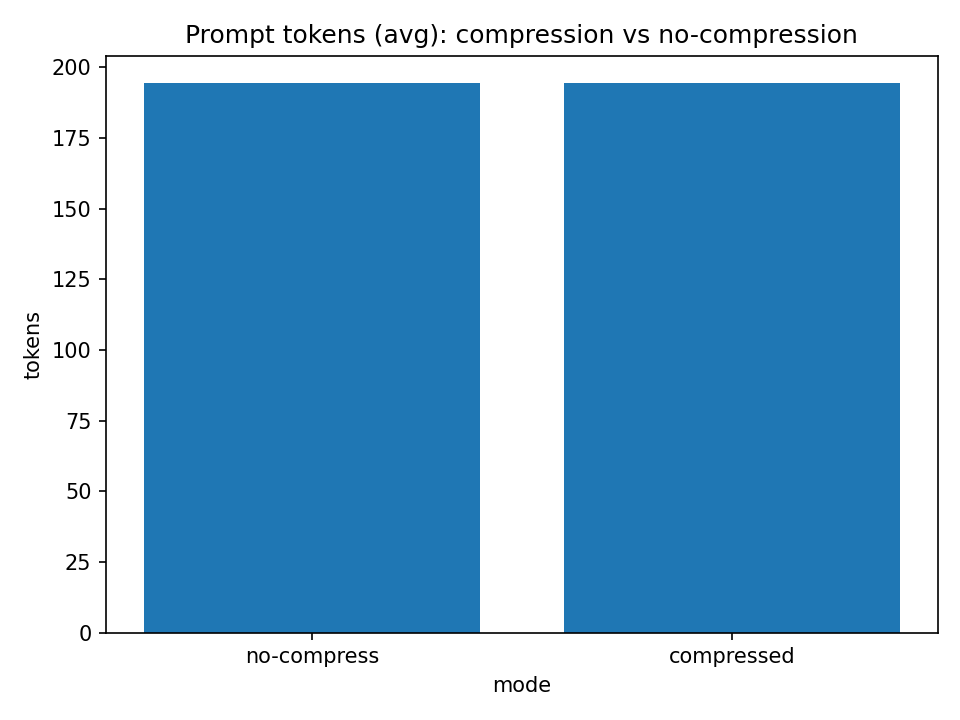 Prompt tokens (avg): compression vs no-compression
200
175
150
125
100
75
50
25
0
tokens
no-compress compressed
mode